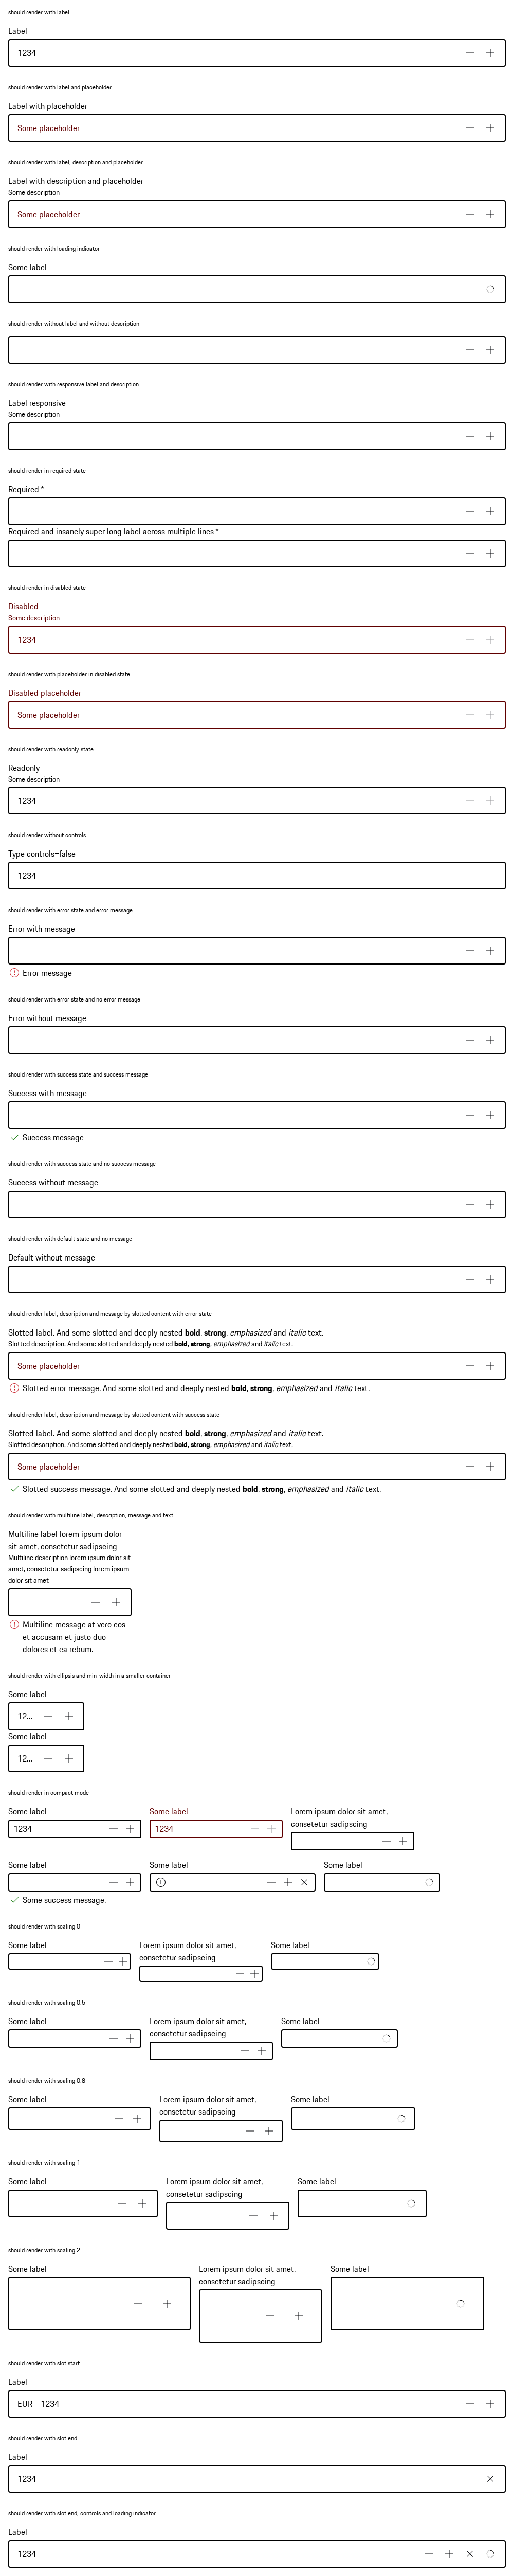 should render with label
Label
1234
should render with label and placeholder
Label with placeholder
Some placeholder
should render with label, description and placeholder
Label with description and placeholder
Some description
Some placeholder
should render with loading indicator
Some label
should render without label and without description
should render with responsive label and description
Label responsive
Some description
should render in required state
Required *
Required and insanely super long label across multiple lines *
should render in disabled state
Disabled
Some description
1234
should render with placeholder in disabled state
Disabled placeholder
Some placeholder
should render with readonly state
Readonly
Some description
1234
should render without controls
Type controls=false
1234
should render with error state and error message
Error with message
Error message
should render with error state and no error message
Error without message
should render with success state and success message
Success with message
Success message
should render with success state and no success message
Success without message
should render with default state and no message
Default without message
should render label, description and message by slotted content with error state
Slotted label. And some slotted and deeply nested bold, strong, emphasized and italic text.
Slotted description. And some slotted and deeply nested bold, strong, emphasized and italic text.
Some placeholder
Slotted error message. And some slotted and deeply nested bold, strong, emphasized and italic text.
should render label, description and message by slotted content with success state
Slotted label. And some slotted and deeply nested bold, strong, emphasized and italic text.
Slotted description. And some slotted and deeply nested bold, strong, emphasized and italic text.
Some placeholder
Slotted success message. And some slotted and deeply nested bold, strong, emphasized and italic text.
should render with multiline label, description, message and text
Multiline label lorem ipsum dolor
sit amet, consetetur sadipscing
Multiline description lorem ipsum dolor sit
amet, consetetur sadipscing lorem ipsum
dolor sit amet
Multiline message at vero eos
et accusam et justo duo
dolores et ea rebum.
should render with ellipsis and min-width in a smaller container
Some label
12...
Some label
12...
should render in compact mode
Some label
1234
Some label
1234
Lorem ipsum dolor sit amet,
consetetur sadipscing
Some label
Some success message.
Some label
Some label
should render with scaling 0
Some label
Lorem ipsum dolor sit amet,
consetetur sadipscing
Some label
should render with scaling 0.5
Some label
Lorem ipsum dolor sit amet,
consetetur sadipscing
Some label
should render with scaling 0.8
Some label
Lorem ipsum dolor sit amet,
consetetur sadipscing
Some label
should render with scaling 1
Some label
Lorem ipsum dolor sit amet,
consetetur sadipscing
Some label
should render with scaling 2
Some label
Lorem ipsum dolor sit amet,
consetetur sadipscing
Some label
should render with slot start
Label
EUR 1234
should render with slot end
Label
1234
should render with slot end, controls and loading indicator
Label
1234